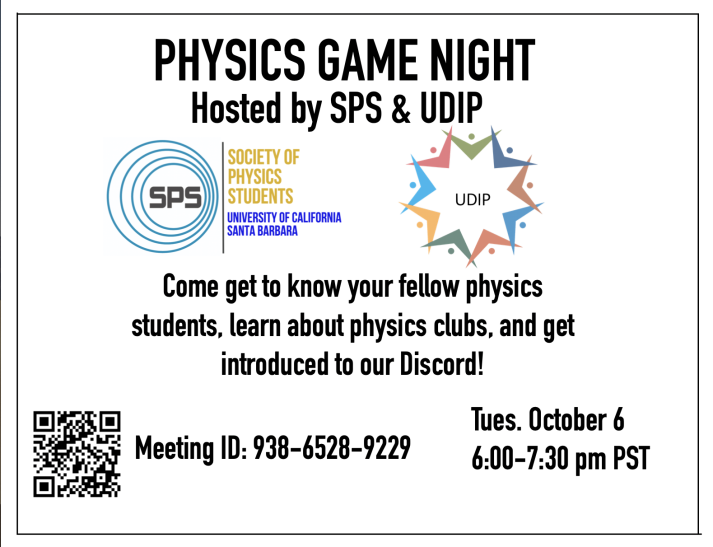 PHYSICS GAME NIGHT
Hosted by SPS & UDIP
SPS
SOCIETY OF
PHYSICS
STUDENTS
UNIVERSITY OF CALIFORNIA
SANTA BARBARA
UDIP
Come get to know your fellow physics
students, learn about physics clubs, and get
introduced to our Discord!
Meeting ID: 938-6528-9229
Tues. October 6
6:00-7:30 pm PST